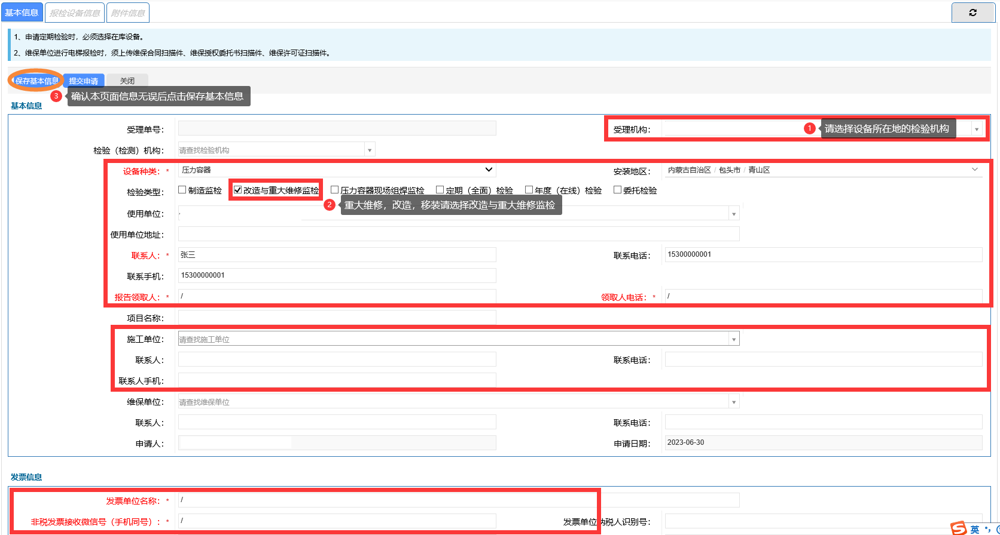 基本信息 报检设备信息 附件信息
1、申请定期检验时，必须选择在库设备。
2、维保单位进行电梯报检时，须上传维保合同扫描件、维保授权委托书扫描件、维保许可证扫描件。
保存基本信息 提交申请 关闭
3 确认本页面信息无误后点击保存基本信息
基本信息
受理单号： 受理机构： 1 请选择设备所在地的检验机构
检验（检测）机构： 请查找检验机构
设备种类： * 压力容器 安装地区： 内蒙古自治区 / 包头市 / 青山区
检验类型： 制造监检 改造与重大维修监检 压力容器现场组焊监检 定期（全面）检验 年度（在线）检验 委托检验
2 重大维修，改造，移装请选择改造与重大维修监检
使用单位：
使用单位地址：
联系人： * 张三 联系电话： 15300000001
联系手机： 15300000001
报告领取人： * / 领取人电话： * /
项目名称：
施工单位： 请查找施工单位
联系人： 联系电话：
联系人手机：
维保单位： 请查找维保单位
联系人： 联系电话：
申请人： 申请日期： 2023-06-30
发票信息
发票单位名称： * /
非税发票接收微信号（手机同号）： * / 发票单位纳税人识别号：
S 英